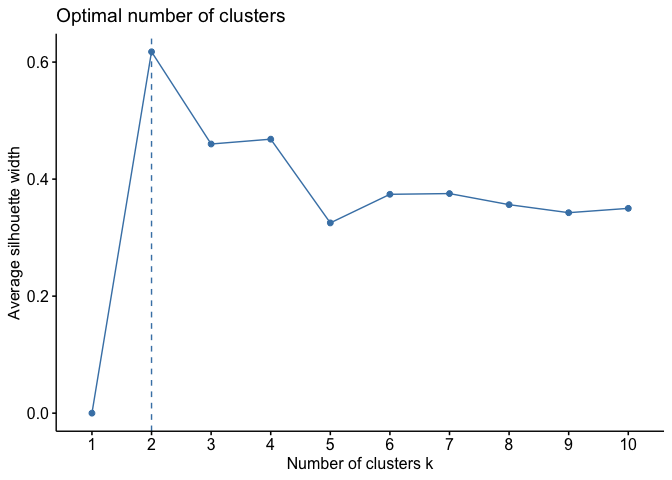 Optimal number of clusters
0.6
0.4
0.2
0.0
Average silhouette width
1 2 3 4 5 6 7 8 9 10
Number of clusters k